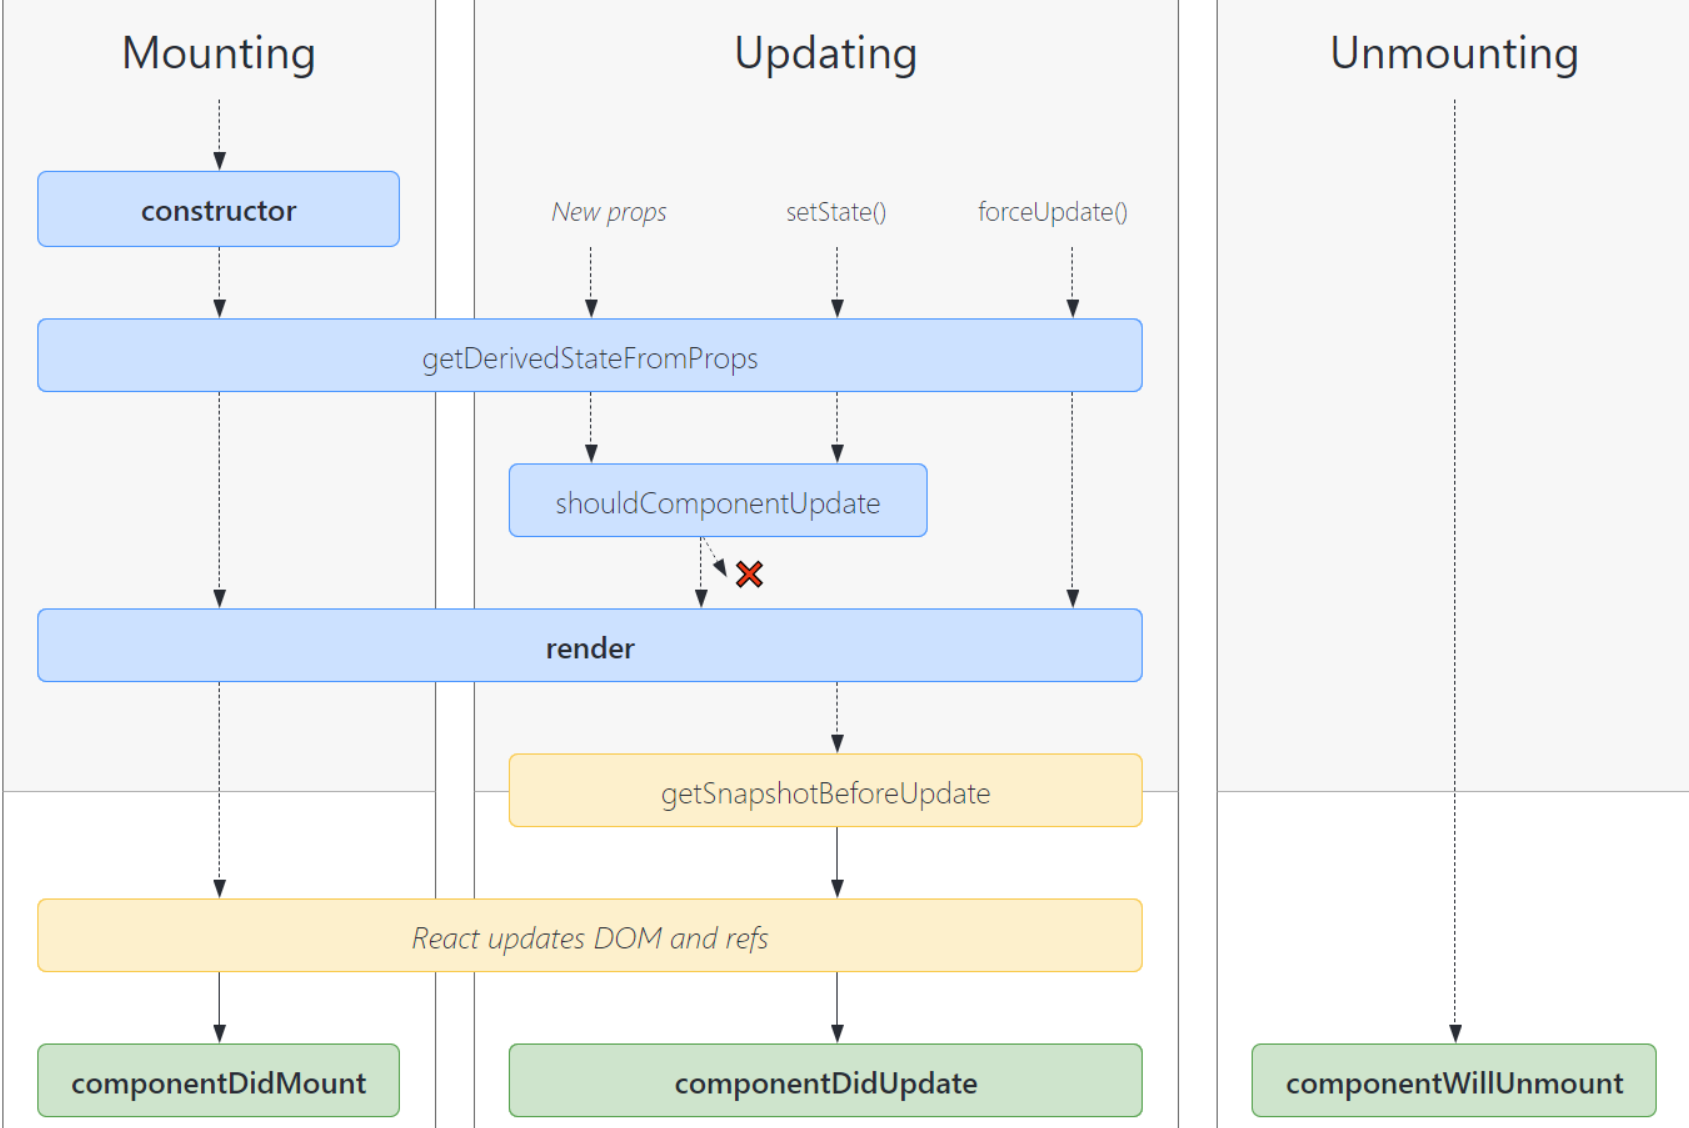 Mounting
Updating
Unmounting
constructor
New props
setState()
forceUpdate()
getDerivedStateFromProps
shouldComponentUpdate
render
getSnapshotBeforeUpdate
React updates DOM and refs
componentDidMount
componentDidUpdate
componentWillUnmount